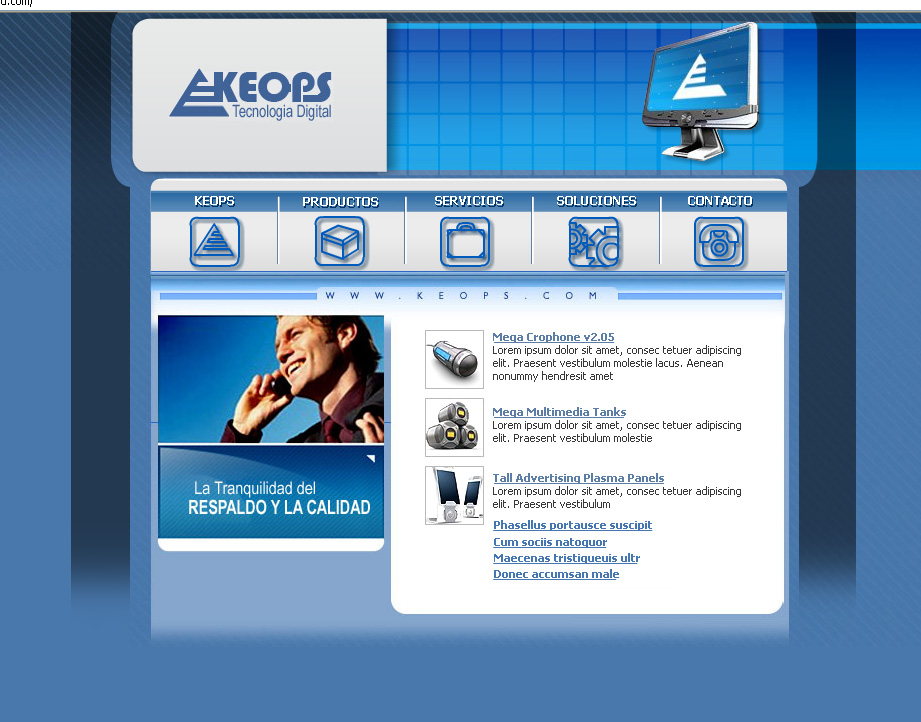 d.com/
KEOPS
Tecnologia Digital
KEOPS PRODUCTOS SERVICIOS SOLUCIONES CONTACTO
WWW.KEOPS.COM
Mega Crophone v2.05
Lorem ipsum dolor sit amet, consec tetuer adipiscing
elit. Praesent vestibulum molestie lacus. Aenean
nonummy hendresit amet
Mega Multimedia Tanks
Lorem ipsum dolor sit amet, consec tetuer adipiscing
elit. Praesent vestibulum molestie
Tall Advertising Plasma Panels
Lorem ipsum dolor sit amet, consec tetuer adipiscing
elit. Praesent vestibulum
Phasellus portausce suscipit
Cum sociis natoquor
Maecenas tristiqueuis ultr
Donec accumsan male
La Tranquilidad del
RESPALDO Y LA CALIDAD